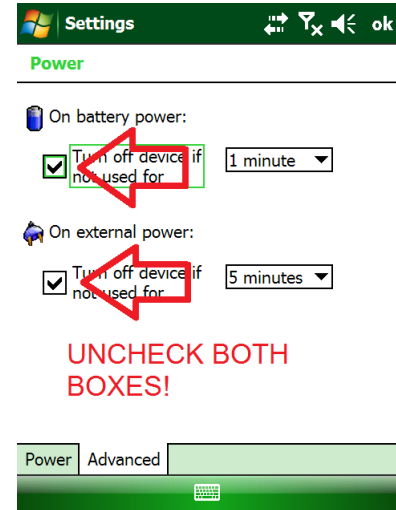 Settings
ok
Power
On battery power:
Turn off device if
not used for
1 minute
On external power:
Turn off device if
not used for
5 minutes
UNCHECK BOTH
BOXES!
Power
Advanced